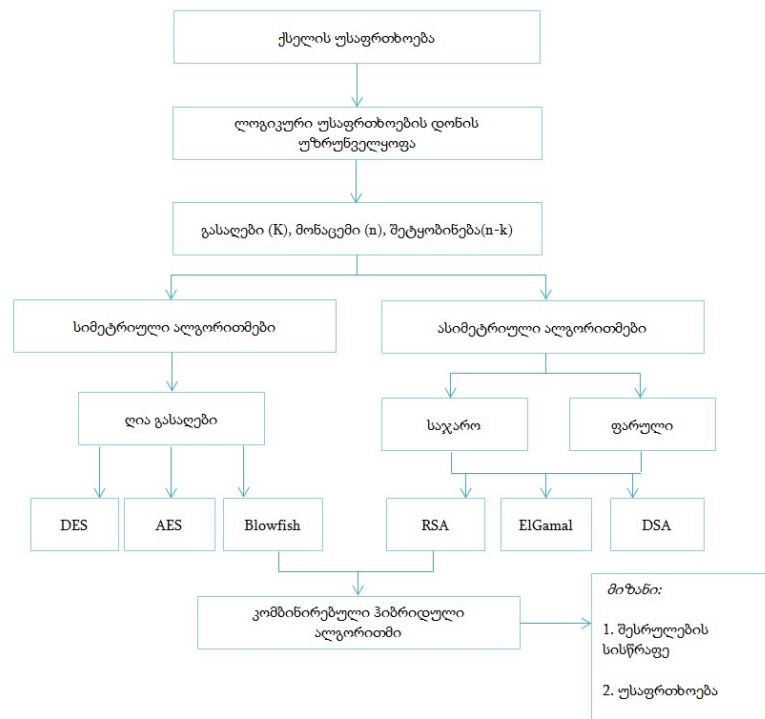 ქსელის უსაფრთხოება
ლოგიკური უსაფრთხოების დონის
უზრუნველყოფა
გასაღები (K), მონაცემი (n), შეტყობინება(n-k)
სიმეტრიული ალგორითმები
ასიმეტრიული ალგორითმები
ღია გასაღები
საჯარო
ფარული
DES
AES
Blowfish
RSA
ElGamal
DSA
კომბინირებული ჰიბრიდული
ალგორითმი
მიზანი:
1. შესრულების
სისწრაფე
2. უსაფრთხოება